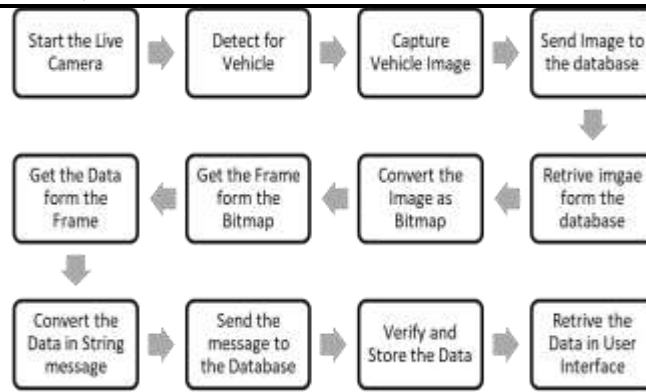 Start the Live
Camera
Detect for
Vehicle
Capture
Vehicle Image
Send Image to
the database
Retrive imgae
form the
database
Convert the
Image as
Bitmap
Get the Frame
form the
Bitmap
Get the Data
form the
Frame
Convert the
Data in String
message
Send the
message to
the Database
Verify and
Store the Data
Retrive the
Data in User
Interface